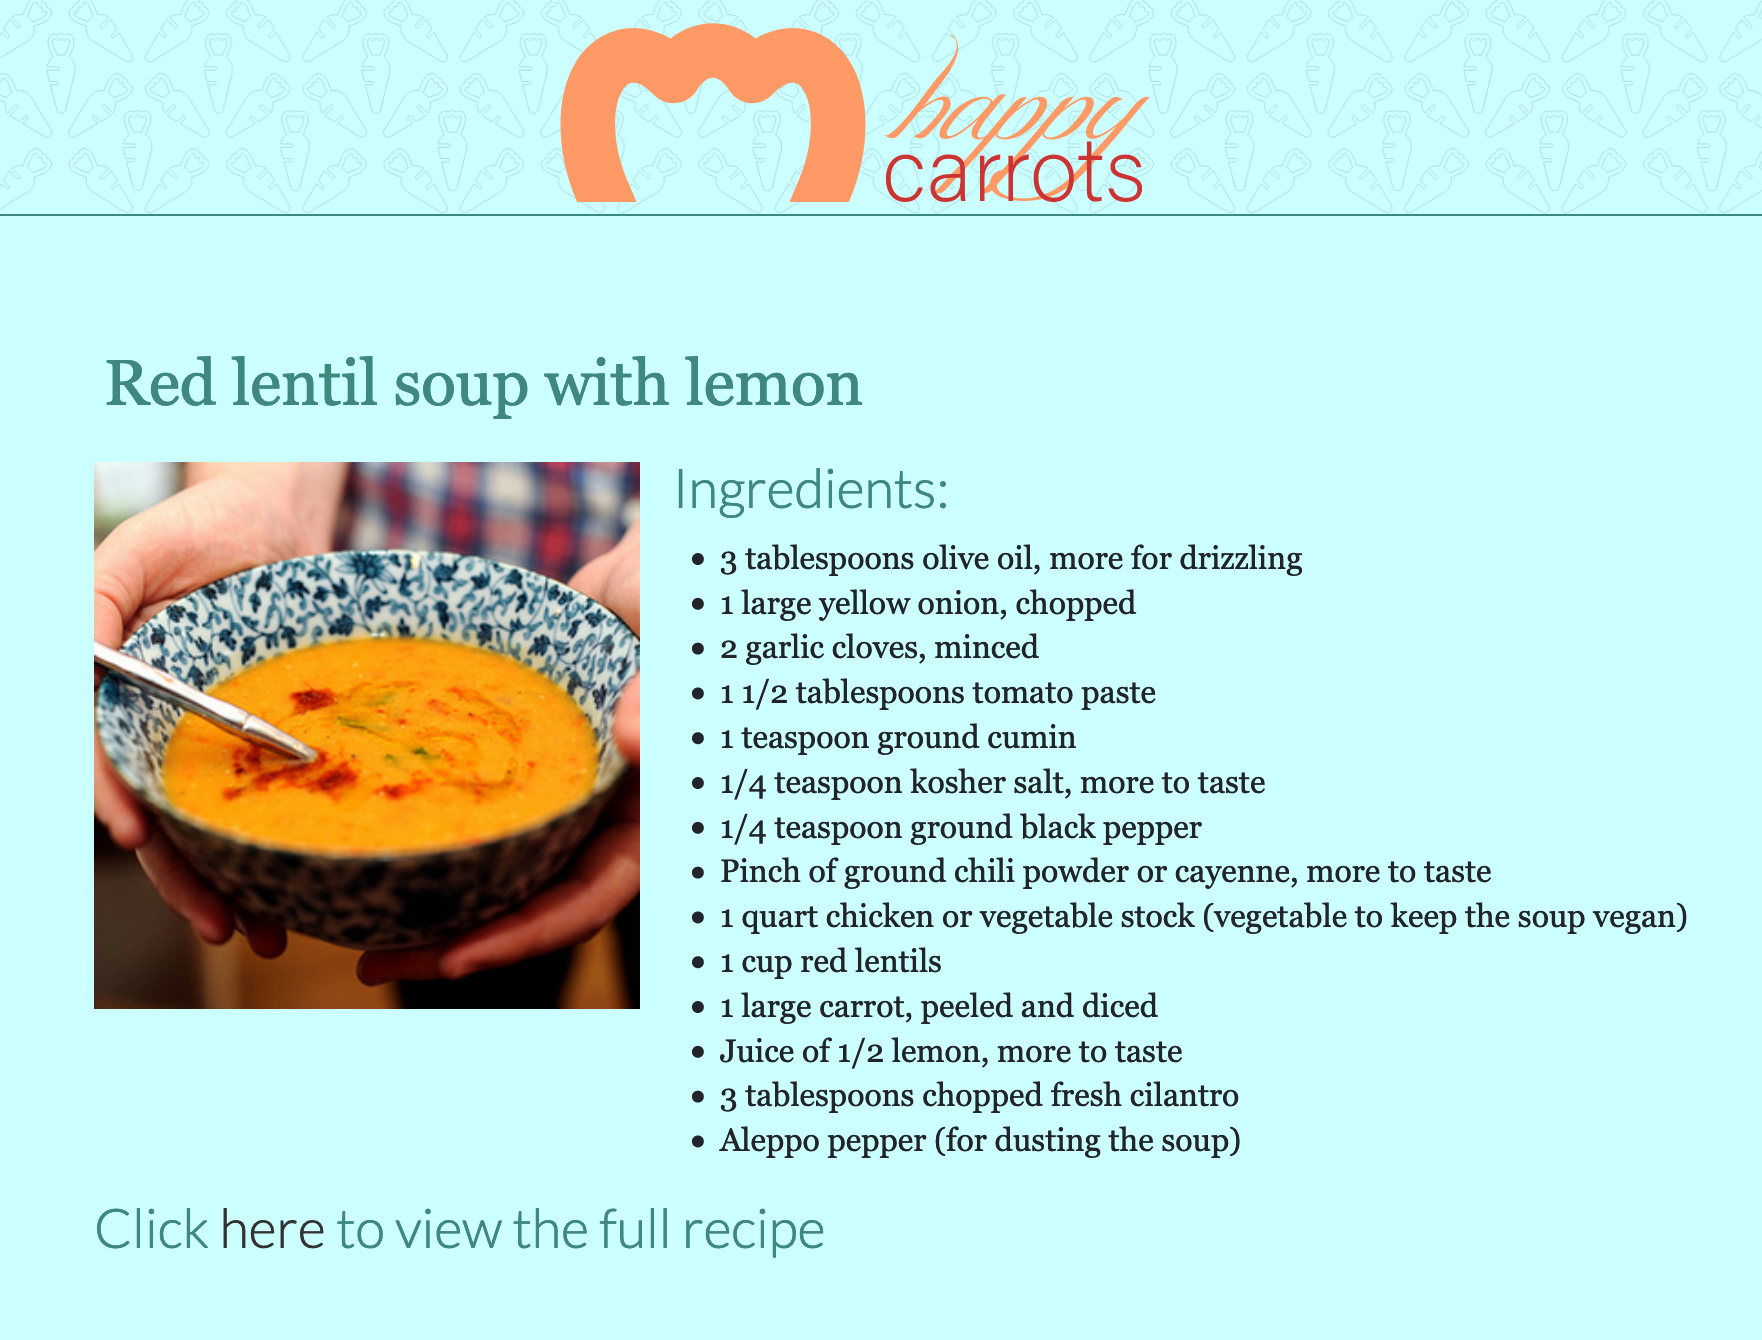 happy
carrots
Red lentil soup with lemon
Ingredients:
3 tablespoons olive oil, more for drizzling
1 large yellow onion, chopped
2 garlic cloves, minced
1 1/2 tablespoons tomato paste
1 teaspoon ground cumin
1/4 teaspoon kosher salt, more to taste
1/4 teaspoon ground black pepper
Pinch of ground chili powder or cayenne, more to taste
1 quart chicken or vegetable stock (vegetable to keep the soup vegan)
1 cup red lentils
1 large carrot, peeled and diced
Juice of 1/2 lemon, more to taste
3 tablespoons chopped fresh cilantro
Aleppo pepper (for dusting the soup)
Click here to view the full recipe